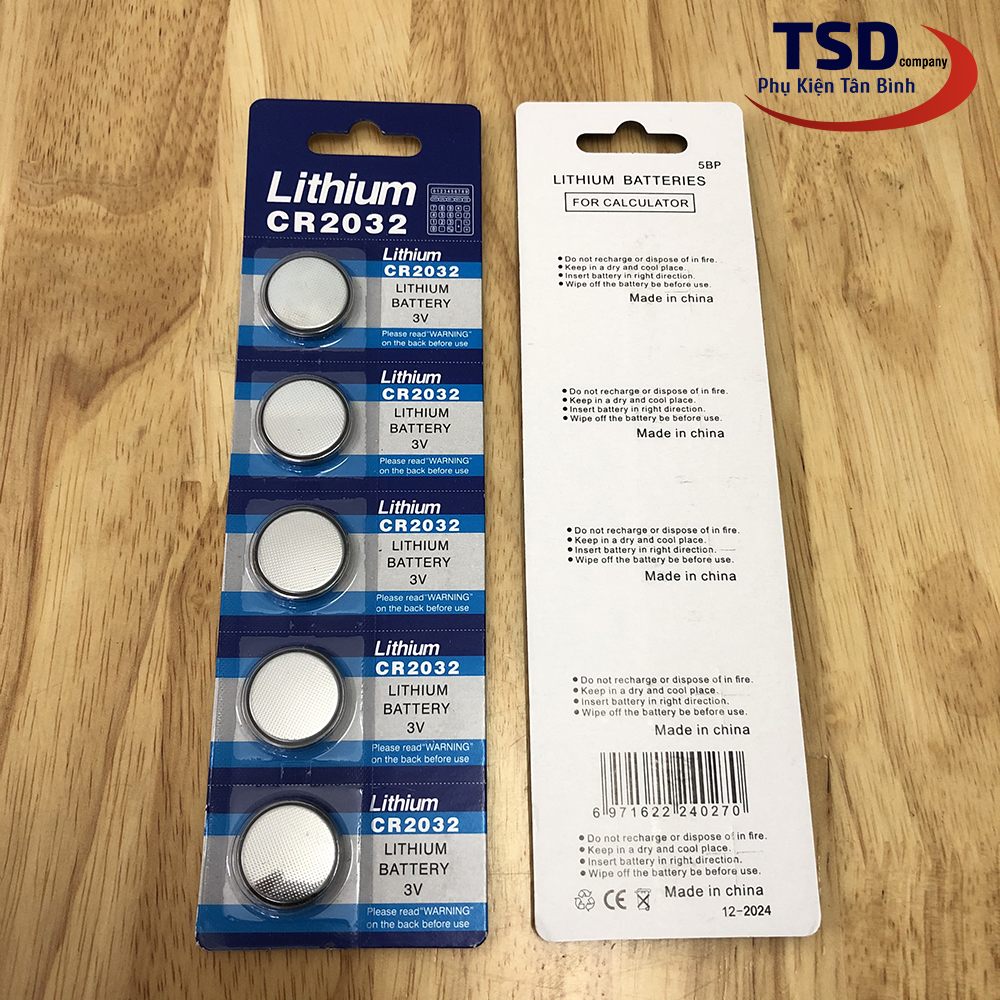 TSD company
Phụ Kiện Tân Bình
Lithium
CR2032
Lithium
CR2032
LITHIUM
BATTERY
3V
Please read"WARNING"
on the back before use
Lithium
CR2032
LITHIUM
BATTERY
3V
Please read"WARNING"
on the back before use
Lithium
CR2032
LITHIUM
BATTERY
3V
Please read"WARNING"
on the back before use
Lithium
CR2032
LITHIUM
BATTERY
3V
Please read"WARNING"
on the back before use
Lithium
CR2032
LITHIUM
BATTERY
3V
Please read"WARNING"
on the back before use
5BP
LITHIUM BATTERIES
FOR CALCULATOR
● Do not recharge or dispose of in fire.
● Keep in a dry and cool place.
● Insert battery in right direction.
● Wipe off the battery be before use.
Made in china
● Do not recharge or dispose of in fire.
● Keep in a dry and cool place.
● Insert battery in right direction.
● Wipe off the battery be before use.
Made in china
● Do not recharge or dispose of in fire.
● Keep in a dry and cool place.
● Insert battery in right direction.
● Wipe off the battery be before use.
Made in china
● Do not recharge or dispose of in fire.
● Keep in a dry and cool place.
● Insert battery in right direction.
● Wipe off the battery be before use.
Made in china
6 971622 240270
● Do not recharge or dispose of in fire.
● Keep in a dry and cool place.
● Insert battery in right direction.
● Wipe off the battery be before use.
CE Made in china
12-2024